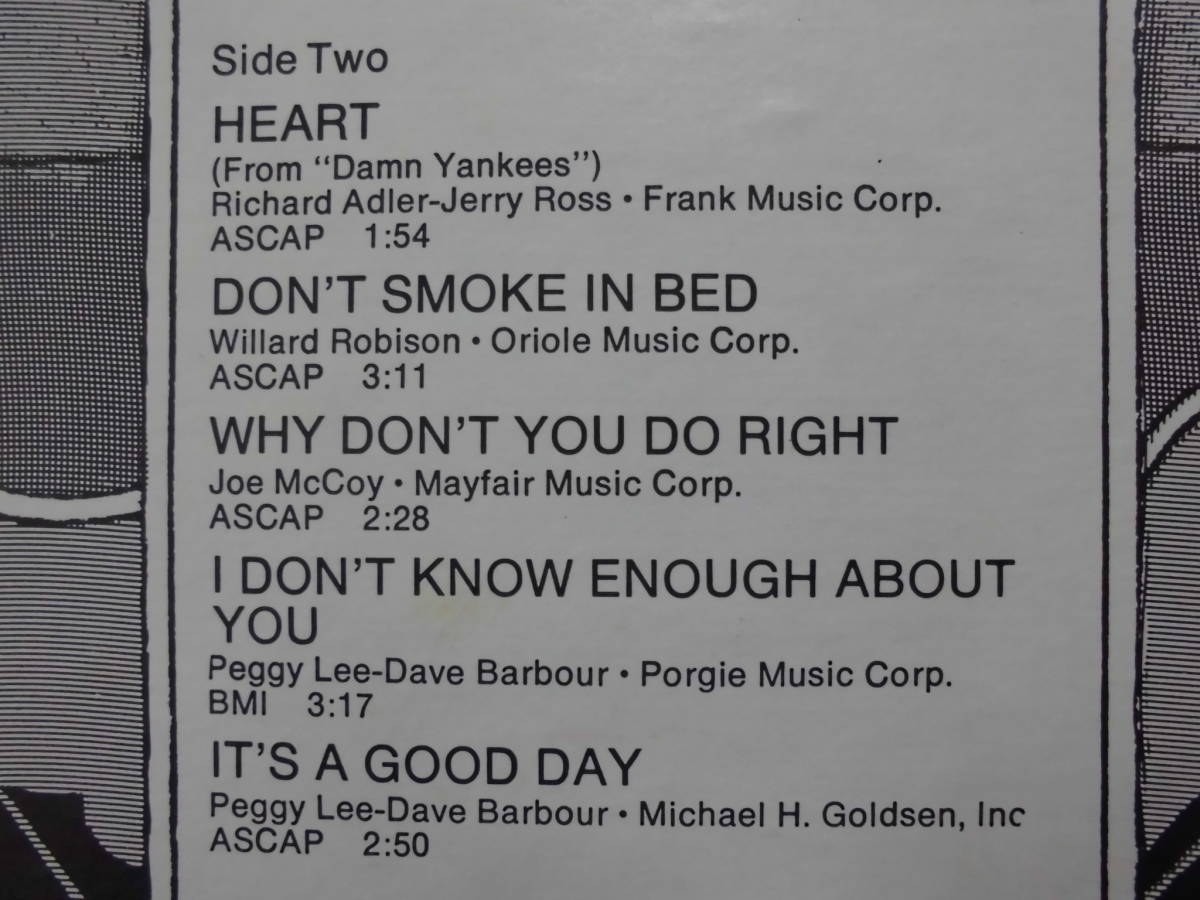 Side Two
HEART
(From “Damn Yankees”)
Richard Adler-Jerry Ross • Frank Music Corp.
ASCAP 1:54
DON'T SMOKE IN BED
Willard Robison • Oriole Music Corp.
ASCAP 3:11
WHY DON'T YOU DO RIGHT
Joe McCoy • Mayfair Music Corp.
ASCAP 2:28
I DON'T KNOW ENOUGH ABOUT
YOU
Peggy Lee-Dave Barbour • Porgie Music Corp.
BMI 3:17
IT'S A GOOD DAY
Peggy Lee-Dave Barbour • Michael H. Goldsen, Inc
ASCAP 2:50